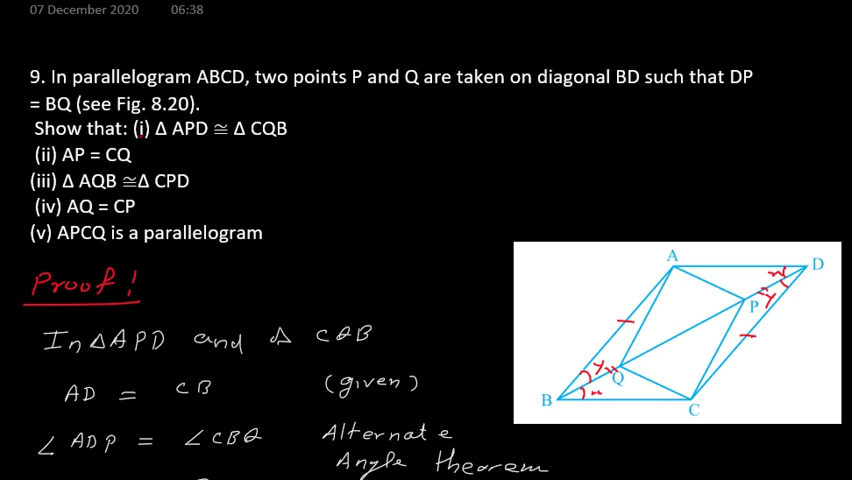 07 December 2020 06:38
9. In parallelogram ABCD, two points P and Q are taken on diagonal BD such that DP
= BQ (see Fig. 8.20).
Show that: (i) Δ APD ≅ Δ CQB
(ii) AP = CQ
(iii) Δ AQB ≅Δ CPD
(iv) AQ = CP
(v) APCQ is a parallelogram
Proof!
In △APD and △ CQB
AD = CB (given)
∠ADP = ∠CBQ Alternate
Angle theorem
A
D
P
Q
B
C
x
y
y
x